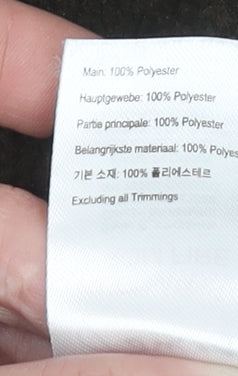 Main: 100% Polyester
Hauptgewebe: 100% Polyester
Partie principale: 100% Polyester
Belangrijkste materiaal: 100% Polyes
기본 소재: 100% 폴리에스테르
Excluding all Trimmings